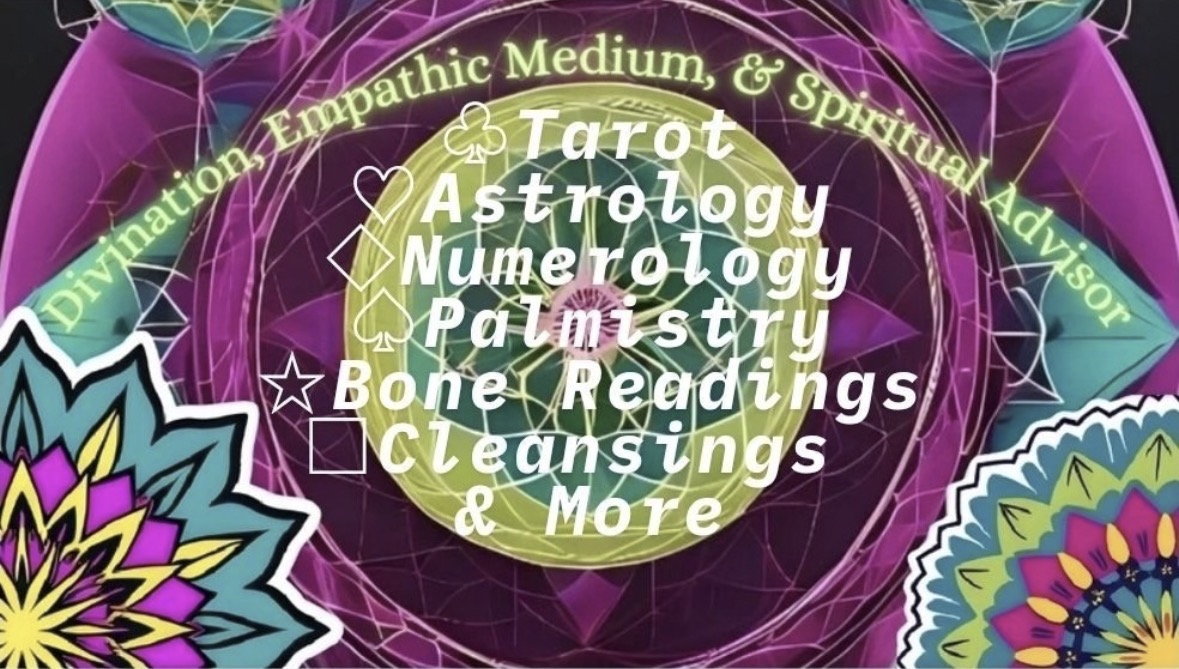 Divination, Empathic Medium, & Spiritual Advisor
♧Tarot
♡Astrology
◇Numerology
♤Palmistry
☆Bone Readings
□Cleansings
& More